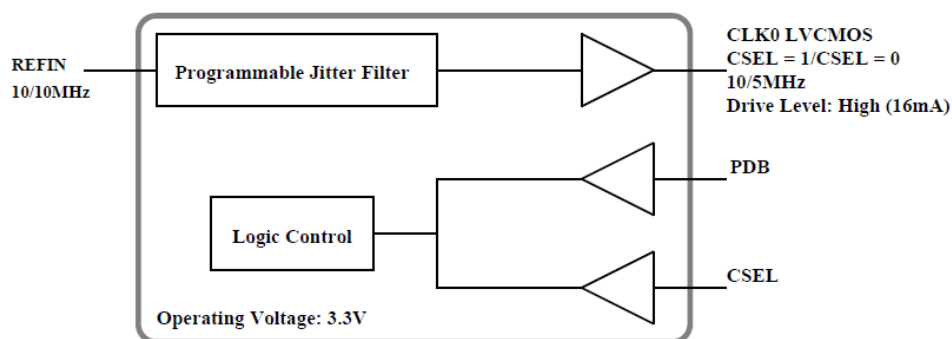 REFIN
10/10MHz
Programmable Jitter Filter
CLK0 LVCMOS
CSEL = 1/CSEL = 0
10/5MHz
Drive Level: High (16mA)
PDB
Logic Control
CSEL
Operating Voltage: 3.3V